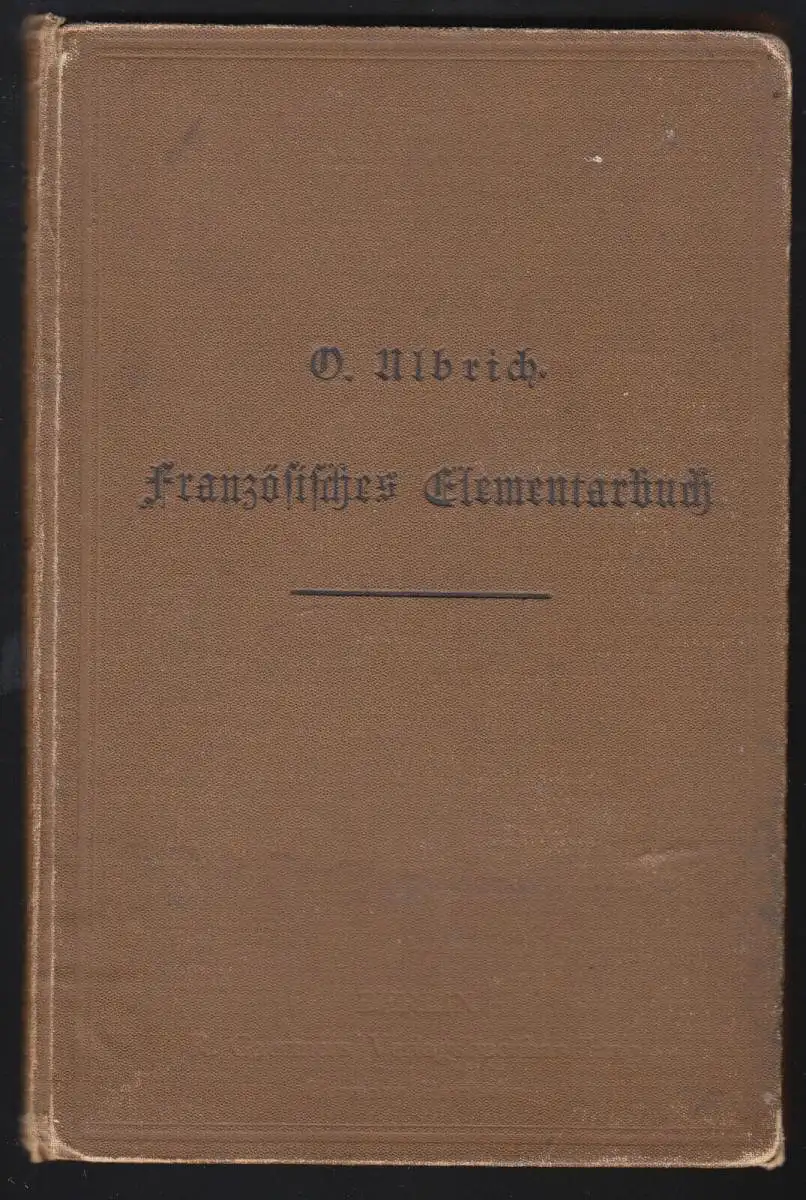 O. Ulbrich.
Französisches Elementarbuch